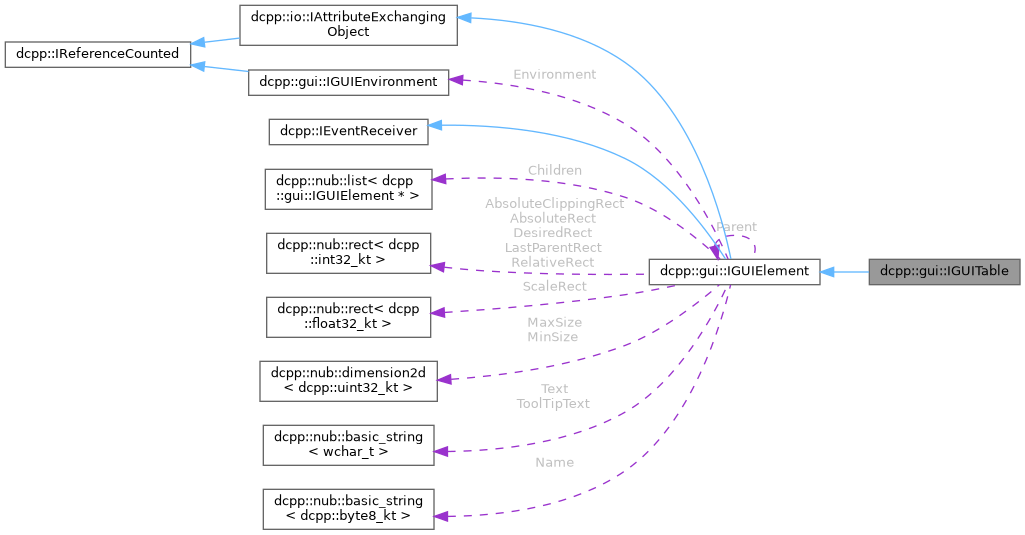 dcpp::io::IAttributeExchanging
Object
dcpp::IReferenceCounted
dcpp::gui::IGUIEnvironment
Environment
dcpp::IEventReceiver
dcpp::nub::list< dcpp
::gui::IGUIElement * >
Children
AbsoluteClippingRect
AbsoluteRect
DesiredRect
LastParentRect
RelativeRect
Parent
dcpp::nub::rect< dcpp
::int32_kt >
dcpp::gui::IGUIElement
dcpp::gui::IGUITable
ScaleRect
dcpp::nub::rect< dcpp
::float32_kt >
MaxSize
MinSize
dcpp::nub::dimension2d
< dcpp::uint32_kt >
Text
ToolTipText
dcpp::nub::basic_string
< wchar_t >
Name
dcpp::nub::basic_string
< dcpp::byte8_kt >